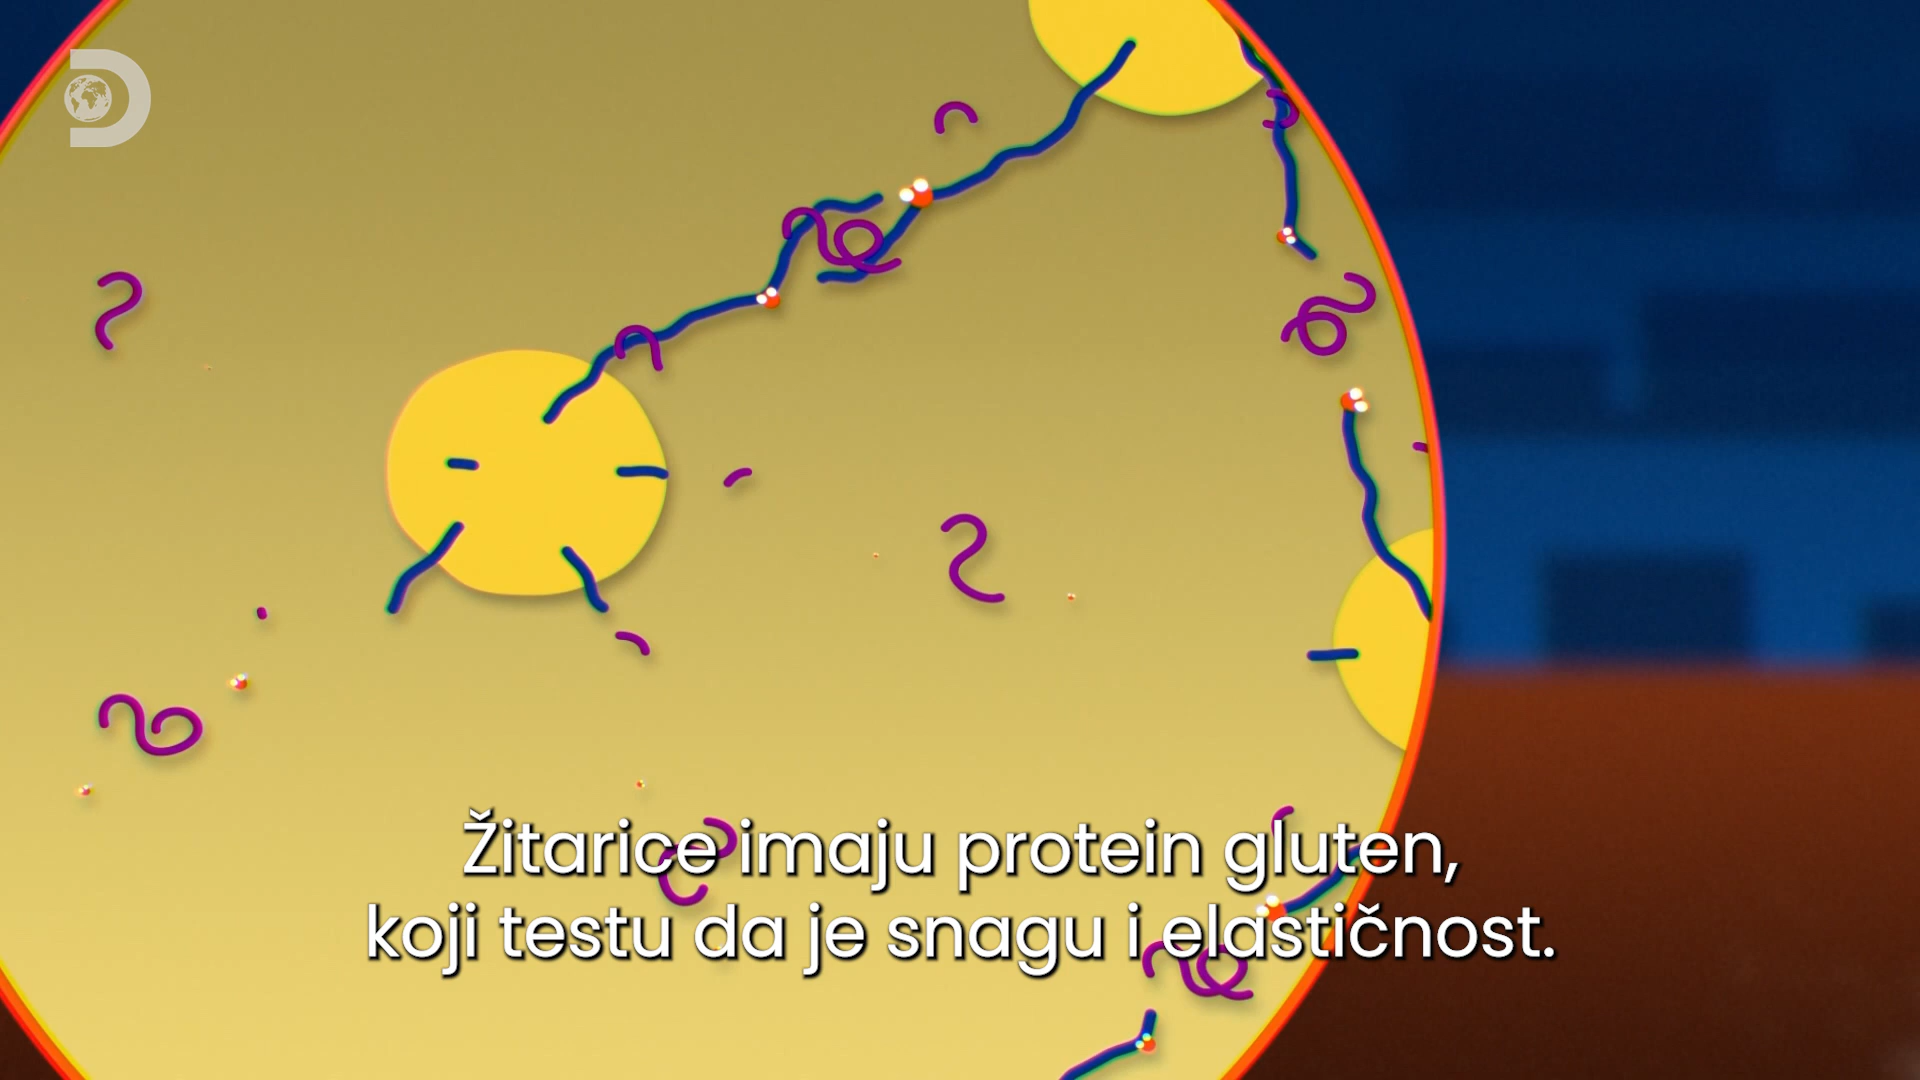 Žitarice imaju protein gluten,
koji testu da je snagu i elastičnost.